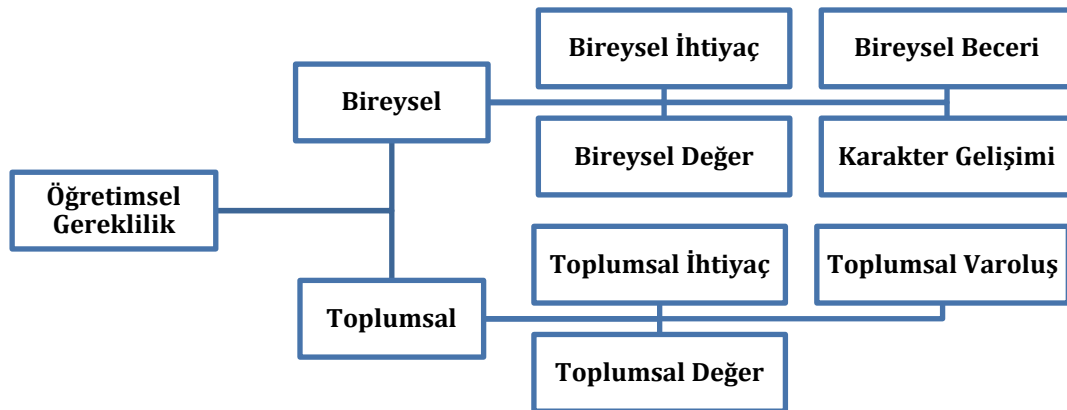 Bireysel İhtiyaç
Bireysel Beceri
Bireysel
Bireysel Değer
Karakter Gelişimi
Öğretimsel
Gereklilik
Toplumsal İhtiyaç
Toplumsal Varoluş
Toplumsal
Toplumsal Değer